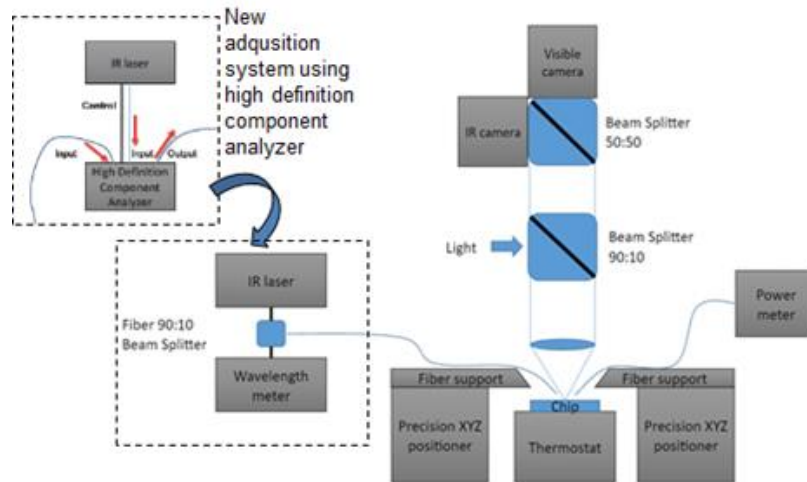 New
adqusition
system using
high definition
component
analyzer
IR laser
Control
Input
Input
Output
High Definition
Component
Analyzer
Visible
camera
IR camera
Beam Splitter
50:50
Light
Beam Splitter
90:10
IR laser
Fiber 90:10
Beam Splitter
Wavelength
meter
Power
meter
Fiber support
Fiber support
Chip
Precision XYZ
positioner
Thermostat
Precision XYZ
positioner